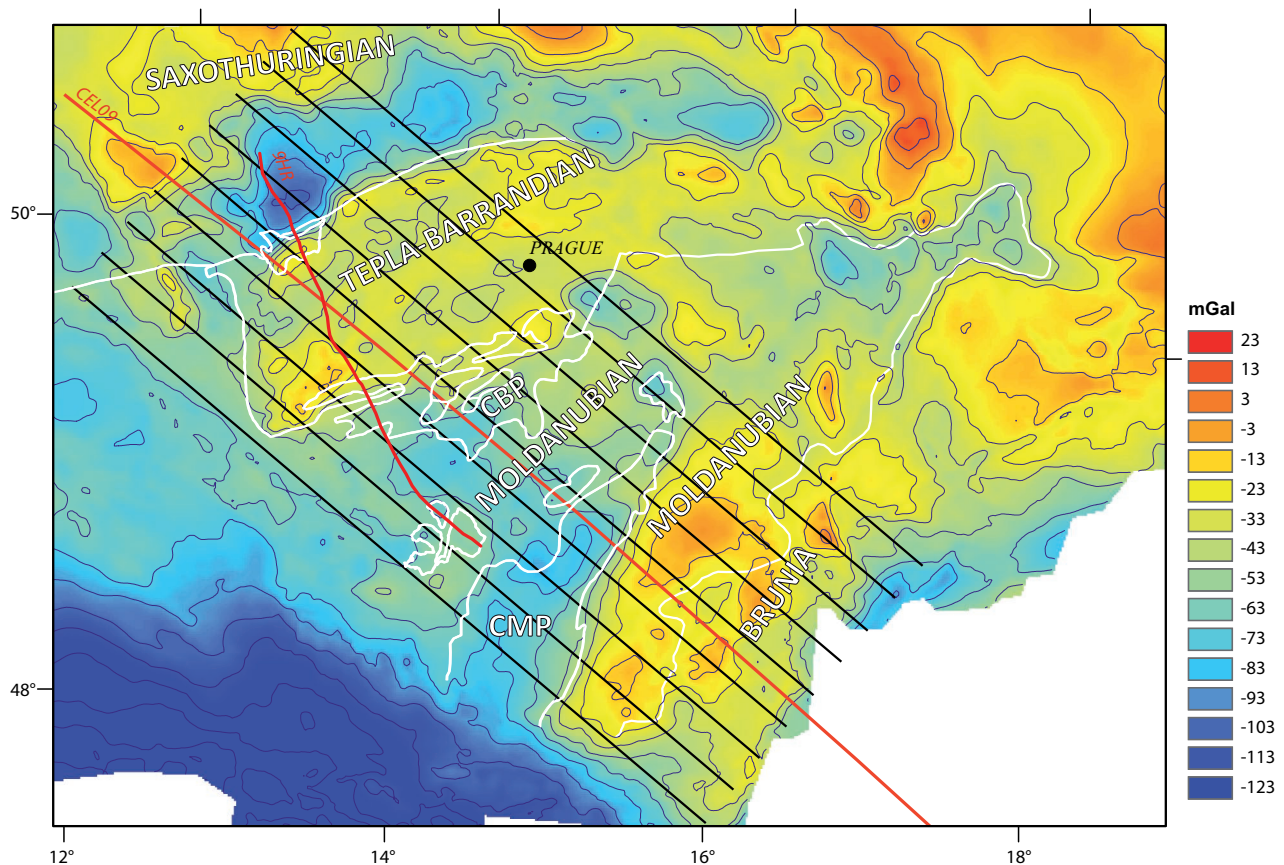 SAXOTHURINGIAN
CEL09
9HR
TEPLA-BARRANDIAN
PRAGUE
50°
CBP
MOLDANUBIAN
MOLDANUBIAN
BRUNIA
CMP
48°
12°
14°
16°
18°
mGal
23
13
3
-3
-13
-23
-33
-43
-53
-63
-73
-83
-93
-103
-113
-123